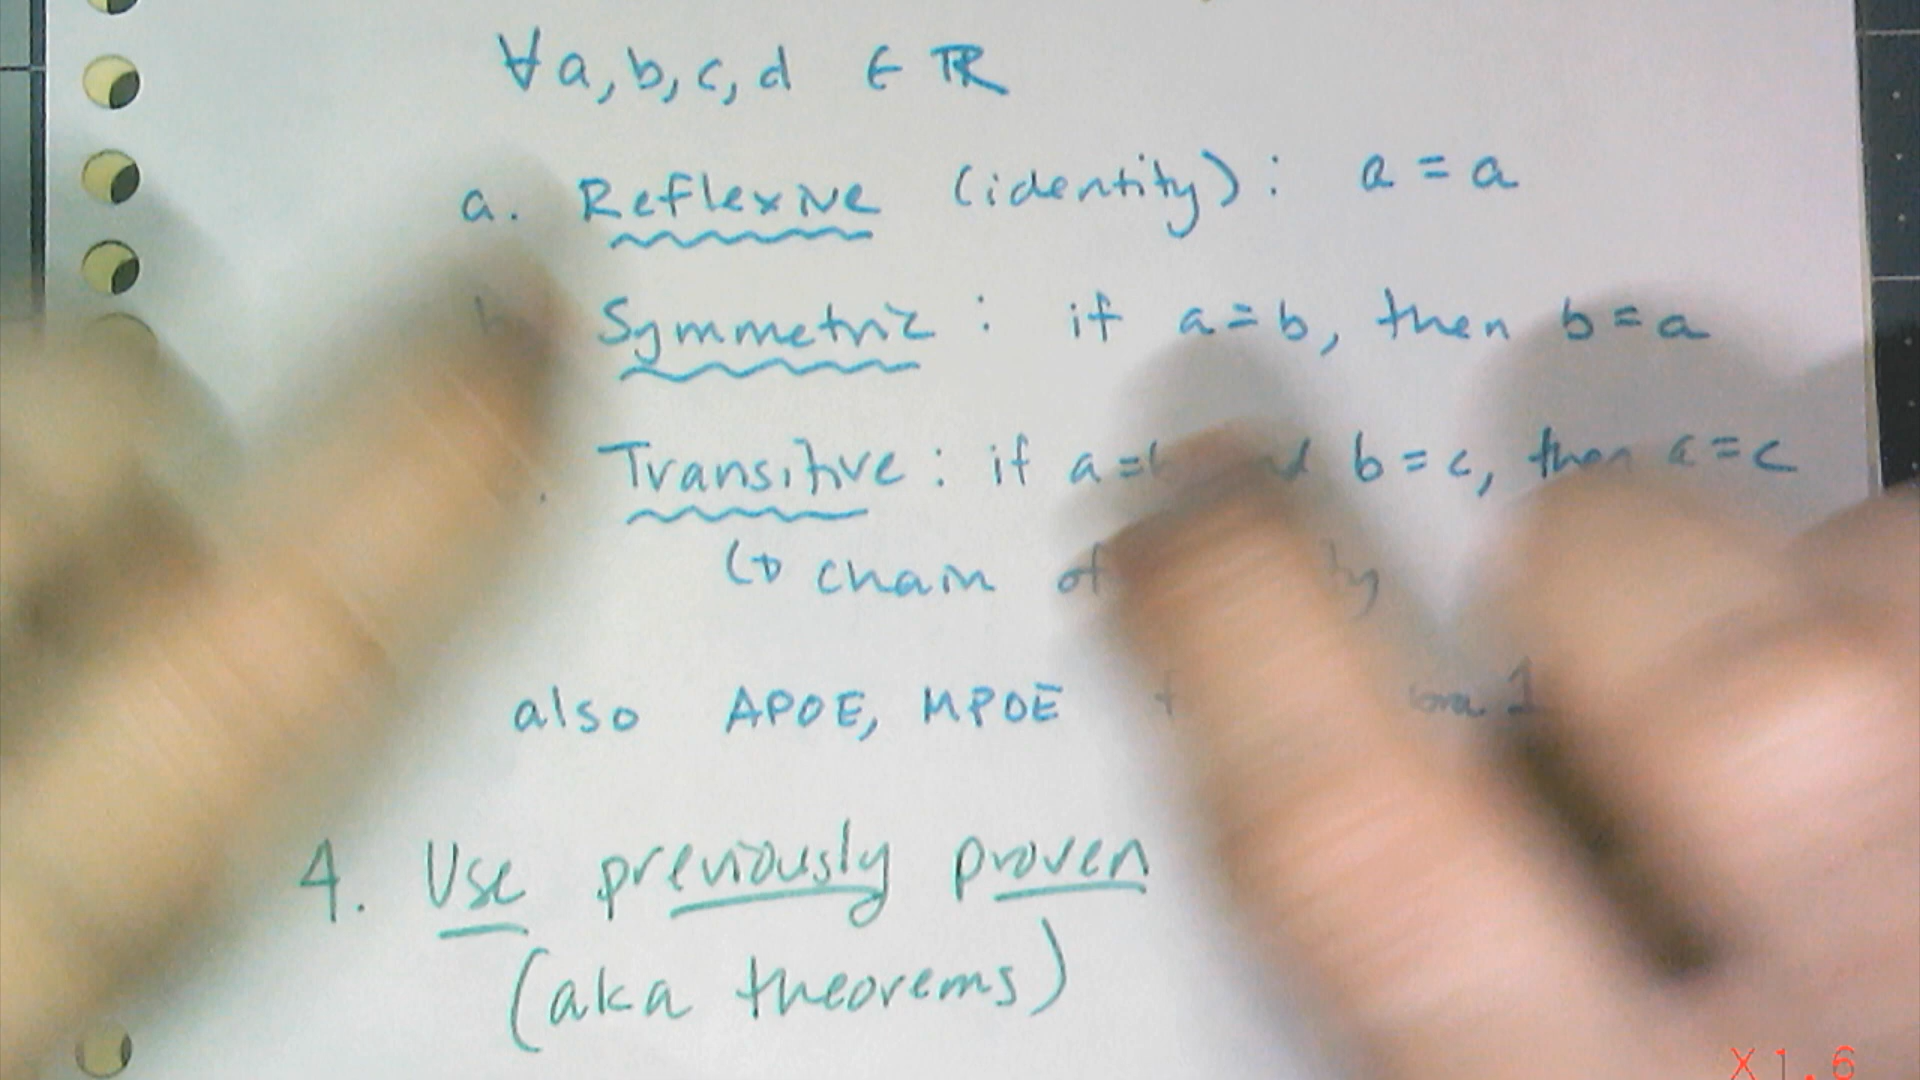 ∀a, b, c, d ∈ ℝ
a. Reflexive (identity) : a = a
Symmetric : if a = b, then b = a
Transitive : if b = c, then a = c
↳ chain of
also APOE, MPOE
4. Use previously proven
(aka theorems)
X1.6